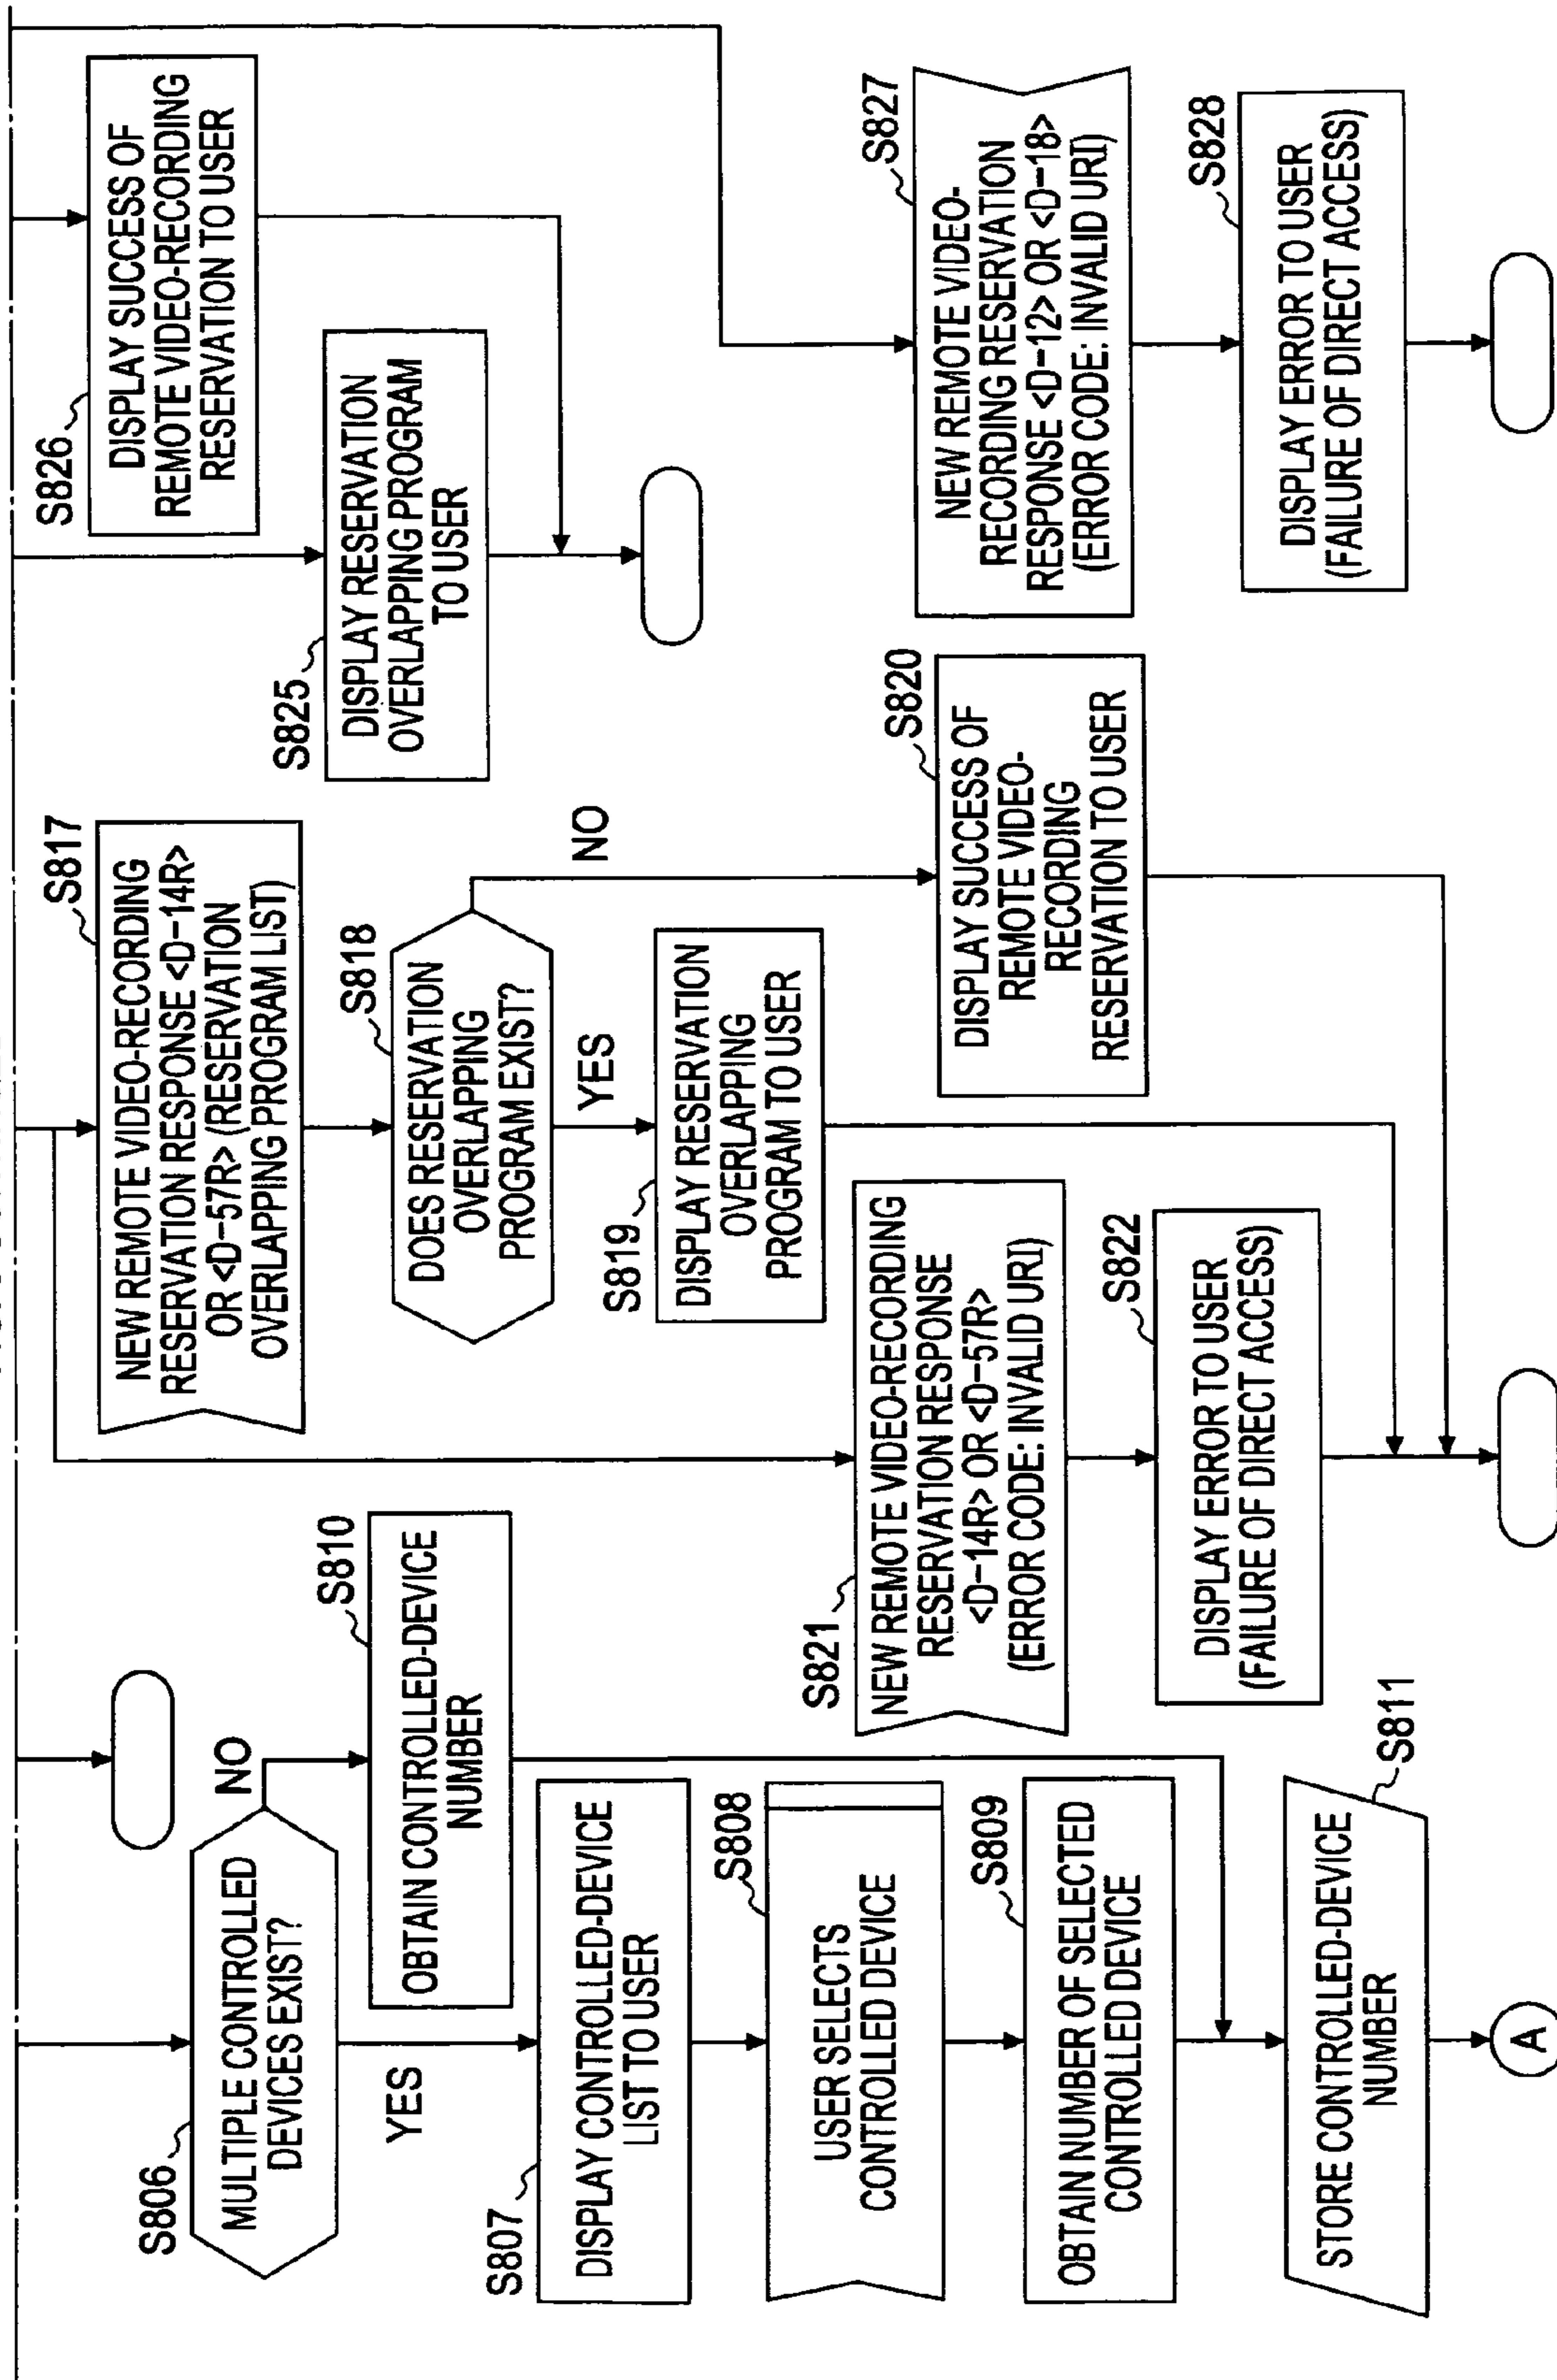 S806
MULTIPLE CONTROLLED
DEVICES EXIST?
NO
YES
S810
OBTAIN CONTROLLED-DEVICE
NUMBER
S807
DISPLAY CONTROLLED-DEVICE
LIST TO USER
S808
USER SELECTS
CONTROLLED DEVICE
S809
OBTAIN NUMBER OF SELECTED
CONTROLLED DEVICE
S811
STORE CONTROLLED-DEVICE
NUMBER
A
S817
NEW REMOTE VIDEO-RECORDING
RESERVATION RESPONSE <D-14R>
OR <D-57R> (RESERVATION
OVERLAPPING PROGRAM LIST)
S818
DOES RESERVATION
OVERLAPPING
PROGRAM EXIST?
NO
YES
S819
DISPLAY RESERVATION
OVERLAPPING
PROGRAM TO USER
S820
DISPLAY SUCCESS OF
REMOTE VIDEO-
RECORDING
RESERVATION TO USER
S821
NEW REMOTE VIDEO-RECORDING
RESERVATION RESPONSE
<D-14R> OR <D-57R>
(ERROR CODE: INVALID URI)
S822
DISPLAY ERROR TO USER
(FAILURE OF DIRECT ACCESS)
S825
DISPLAY RESERVATION
OVERLAPPING PROGRAM
TO USER
S826
DISPLAY SUCCESS OF
REMOTE VIDEO-RECORDING
RESERVATION TO USER
S827
NEW REMOTE VIDEO-
RECORDING RESERVATION
RESPONSE <D-12> OR <D-18>
(ERROR CODE: INVALID URI)
S828
DISPLAY ERROR TO USER
(FAILURE OF DIRECT ACCESS)